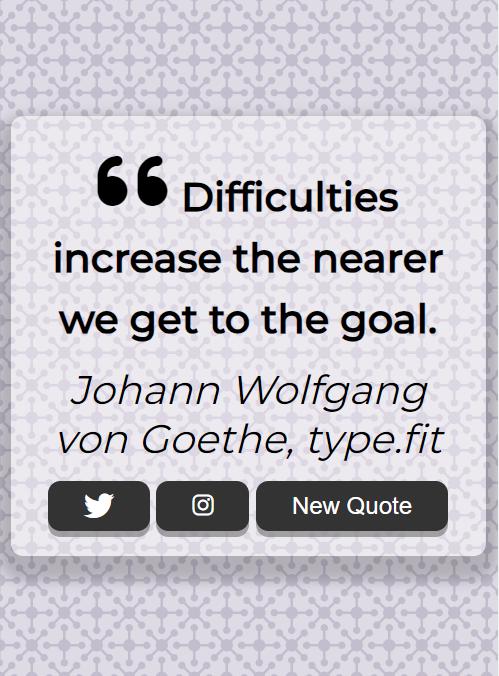 ❝ Difficulties
increase the nearer
we get to the goal.
Johann Wolfgang
von Goethe, type.fit
New Quote